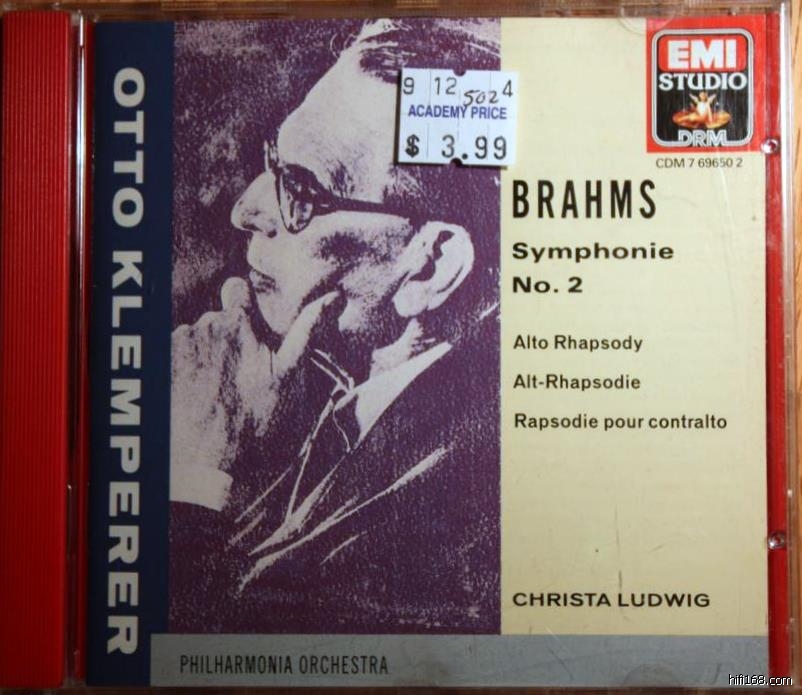 OTTO KLEMPERER
9 12 502 4
ACADEMY PRICE
$ 3.99
EMI
STUDIO
DRM
CDM 7 69650 2
BRAHMS
Symphonie
No. 2
Alto Rhapsody
Alt-Rhapsodie
Rapsodie pour contralto
CHRISTA LUDWIG
PHILHARMONIA ORCHESTRA
hifi168.com